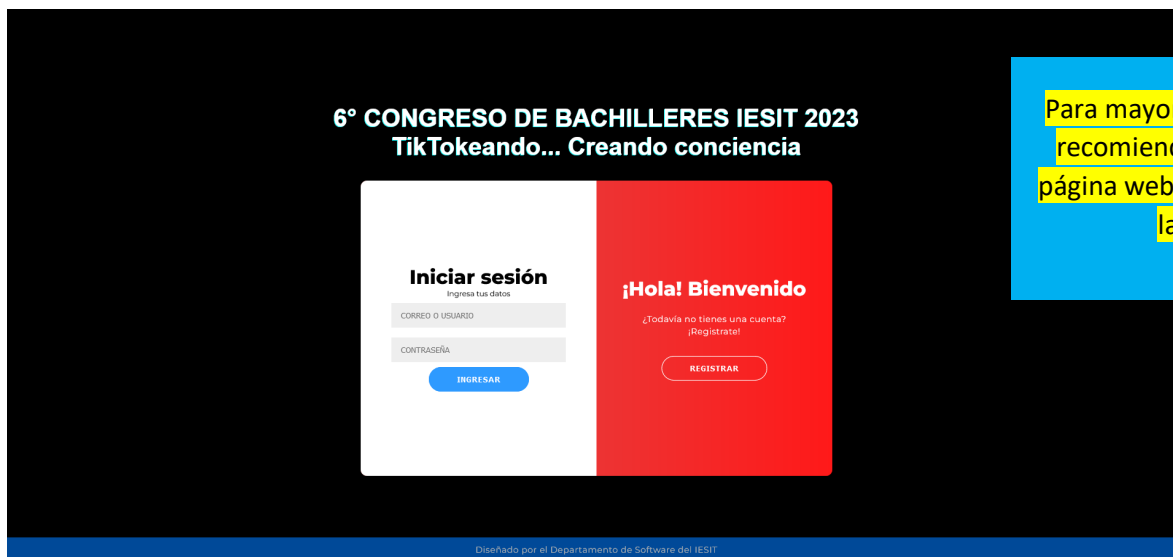 6° CONGRESO DE BACHILLERES IESIT 2023
TikTokeando... Creando conciencia
Iniciar sesión
Ingresa tus datos
CORREO O USUARIO
CONTRASEÑA
INGRESAR
¡Hola! Bienvenido
¿Todavía no tienes una cuenta?
¡Registrate!
REGISTRAR
Para mayo
recomien
página web
la
Diseñado por el Departamento de Software del IESIT